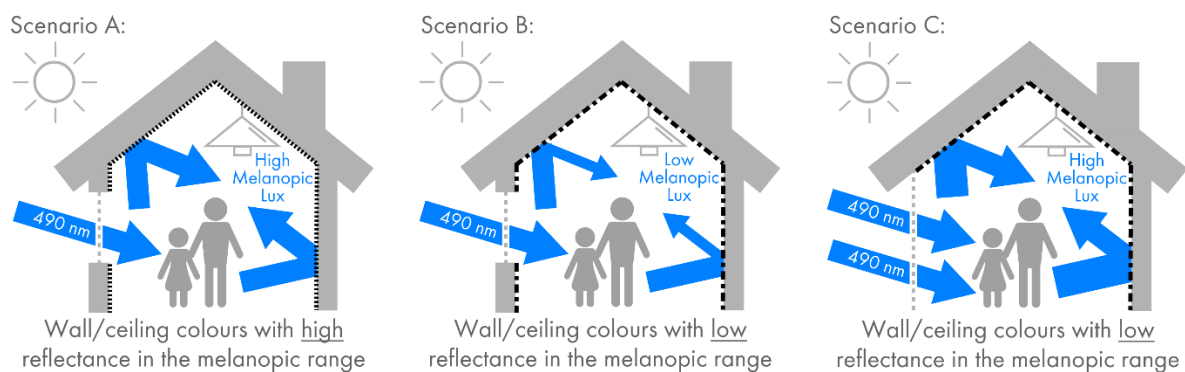 Scenario A:
490 nm
High
Melanopic
Lux
Wall/ceiling colours with high
reflectance in the melanopic range
Scenario B:
490 nm
Low
Melanopic
Lux
Wall/ceiling colours with low
reflectance in the melanopic range
Scenario C:
490 nm
490 nm
High
Melanopic
Lux
Wall/ceiling colours with low
reflectance in the melanopic range